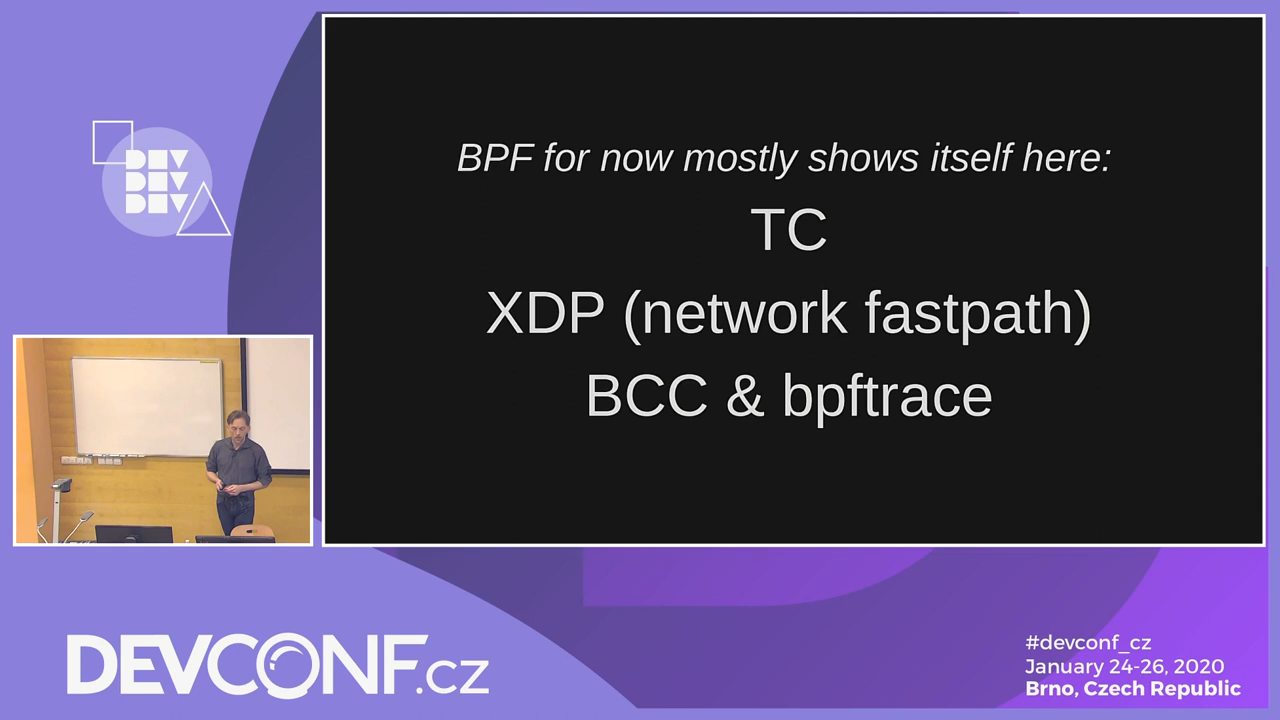 DEV
DEV
DEV
BPF for now mostly shows itself here:
TC
XDP (network fastpath)
BCC & bpftrace
DEVCONF.cz
#devconf_cz
January 24-26, 2020
Brno, Czech Republic